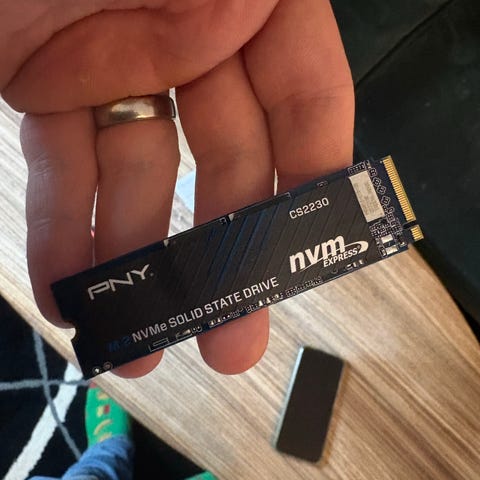 CS2230
PNY
nvm
EXPRESS
M.2 NVMe SOLID STATE DRIVE